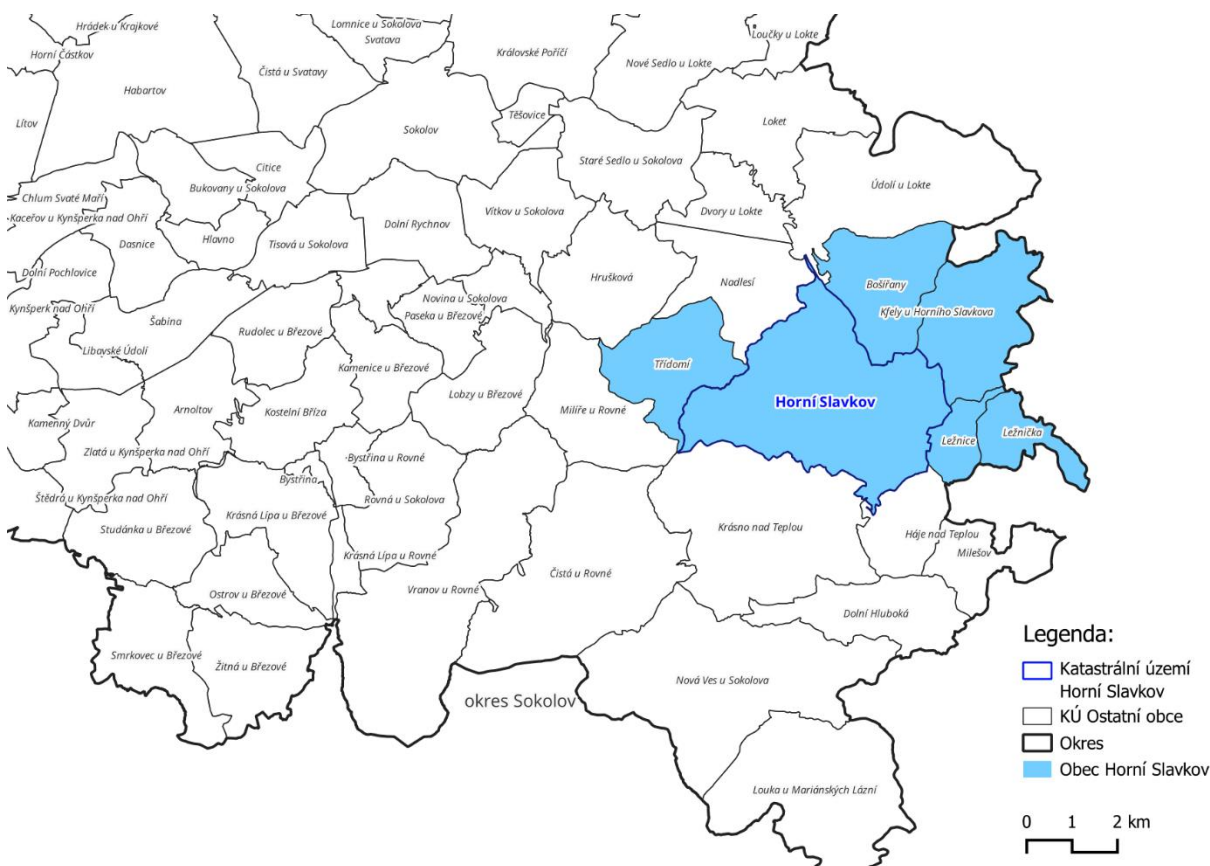 Hrádek u Krajkové
Lomnice u Sokolova
Svatava
Loučky u Lokte
Horní Částkov
Královské Poříčí
Nové Sedlo u Lokte
Čistá u Svatavy
Habartov
Lítov
Těšovice
Loket
Sokolov
Staré Sedlo u Sokolova
Citice
Bukovany u Sokolova
Údolí u Lokte
Chlum Svaté Maří
Kaceřov u Kynšperka nad Ohří
Vítkov u Sokolova
Dvory u Lokte
Dolní Rychnov
Hlavno
Dasnice
Tisová u Sokolova
Dolní Pochlovice
Hrušková
Nadlesí
Bošířany
Kynšperk nad Ohří
Novina u Sokolova
Kfely u Horního Slavkova
Šabina
Paseka u Březové
Rudolec u Březové
Libavské Údolí
Třídomí
Kamenice u Březové
Lobzy u Březové
Horní Slavkov
Arnoltov
Kostelní Bříza
Milíře u Rovné
Kamenný Dvůr
Ležnička
Ležnice
Zlatá u Kynšperka nad Ohří
Bystřina u Rovné
Bystřina
Štědrá u Kynšperka nad Ohří
Rovná u Sokolova
Krásná Lípa u Březové
Studánka u Březové
Krásno nad Teplou
Háje nad Teplou
Milešov
Krásná Lípa u Rovné
Čistá u Rovné
Vranov u Rovné
Ostrov u Březové
Dolní Hluboká
Smrkovec u Březové
Žitná u Březové
Nová Ves u Sokolova
okres Sokolov
Louka u Mariánských Lázní
Legenda:
Katastrální území
Horní Slavkov
KÚ Ostatní obce
Okres
Obec Horní Slavkov
0 1 2 km